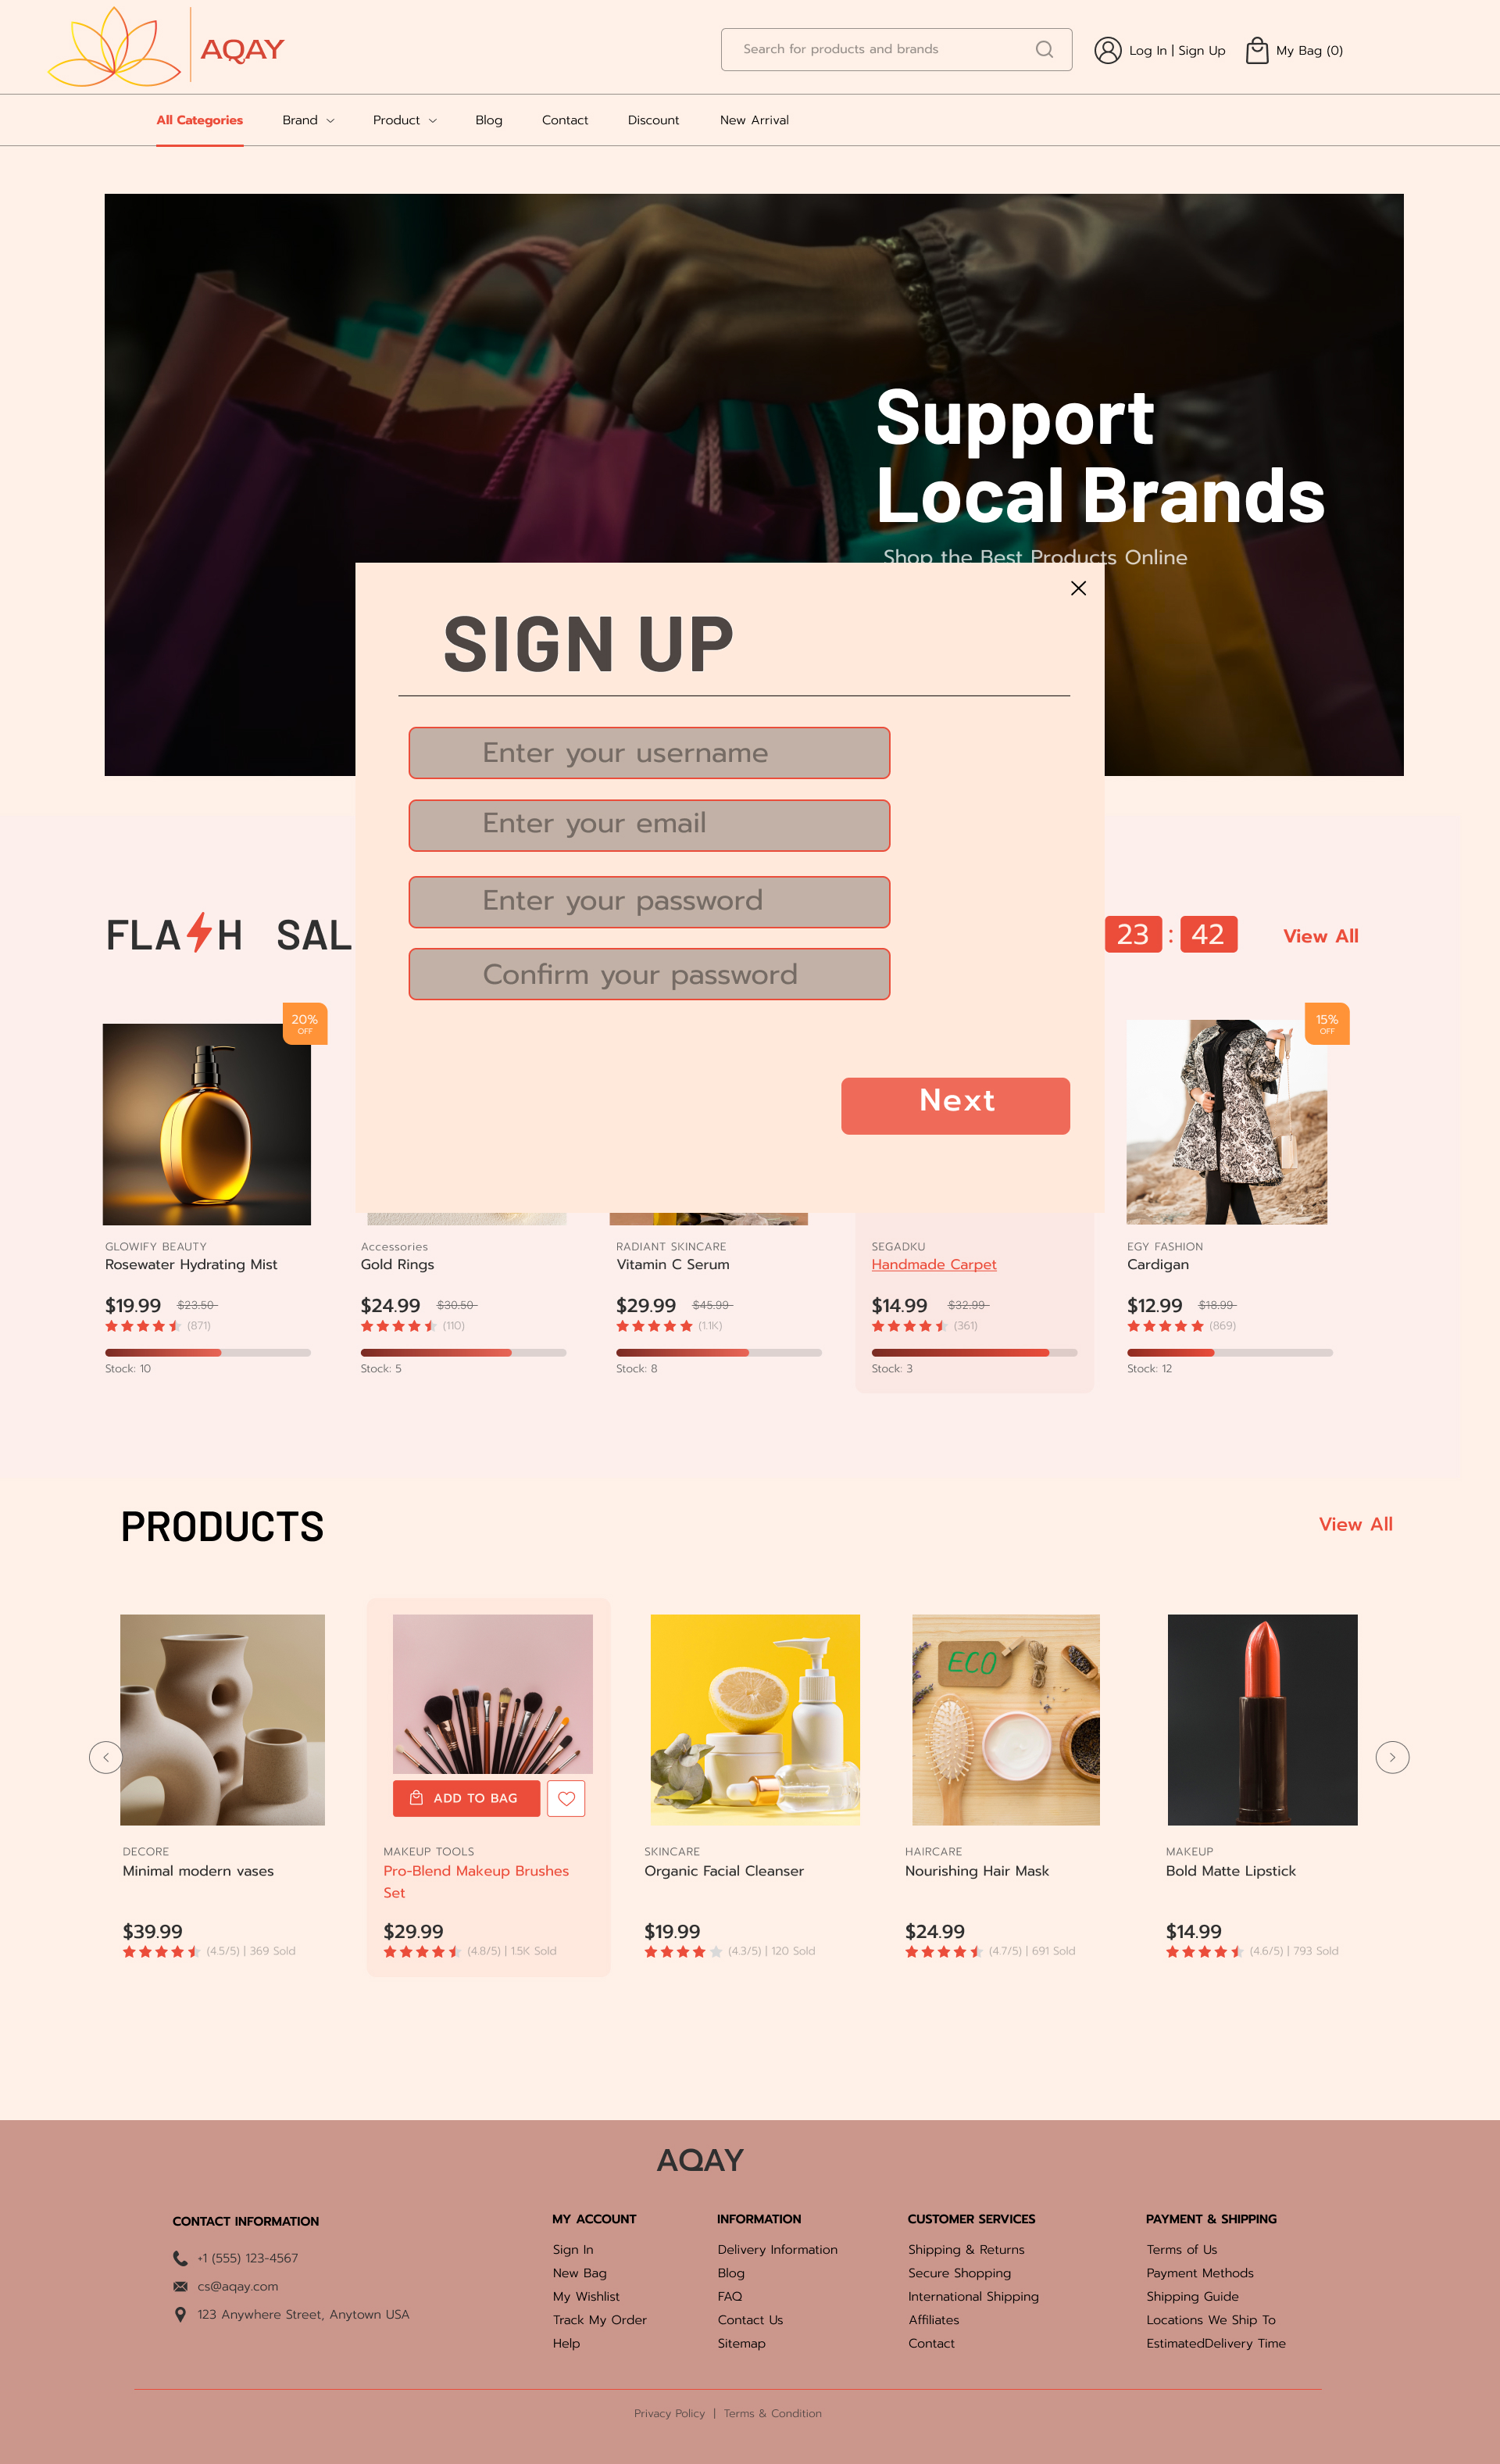 AQAY
Search for products and brands
Log In | Sign Up
My Bag (0)
All Categories
Brand
Product
Blog
Contact
Discount
New Arrival
Support
Local Brands
Shop the Best Products Online
SIGN UP
Enter your username
Enter your email
Enter your password
Confirm your password
Next
FLA H SAL
23 : 42
View All
20%
OFF
15%
OFF
GLOWIFY BEAUTY
Rosewater Hydrating Mist
$19.99 $23.50
(871)
Stock: 10
Accessories
Gold Rings
$24.99 $30.50
(110)
Stock: 5
RADIANT SKINCARE
Vitamin C Serum
$29.99 $45.99
(1.1K)
Stock: 8
SEGADKU
Handmade Carpet
$14.99 $32.99
(361)
Stock: 3
EGY FASHION
Cardigan
$12.99 $18.99
(869)
Stock: 12
PRODUCTS
View All
ECO
ADD TO BAG
DECORE
Minimal modern vases
$39.99
(4.5/5) | 369 Sold
MAKEUP TOOLS
Pro-Blend Makeup Brushes
Set
$29.99
(4.8/5) | 1.5K Sold
SKINCARE
Organic Facial Cleanser
$19.99
(4.3/5) | 120 Sold
HAIRCARE
Nourishing Hair Mask
$24.99
(4.7/5) | 691 Sold
MAKEUP
Bold Matte Lipstick
$14.99
(4.6/5) | 793 Sold
AQAY
CONTACT INFORMATION
+1 (555) 123-4567
cs@aqay.com
123 Anywhere Street, Anytown USA
MY ACCOUNT
Sign In
New Bag
My Wishlist
Track My Order
Help
INFORMATION
Delivery Information
Blog
FAQ
Contact Us
Sitemap
CUSTOMER SERVICES
Shipping & Returns
Secure Shopping
International Shipping
Affiliates
Contact
PAYMENT & SHIPPING
Terms of Us
Payment Methods
Shipping Guide
Locations We Ship To
EstimatedDelivery Time
Privacy Policy | Terms & Condition